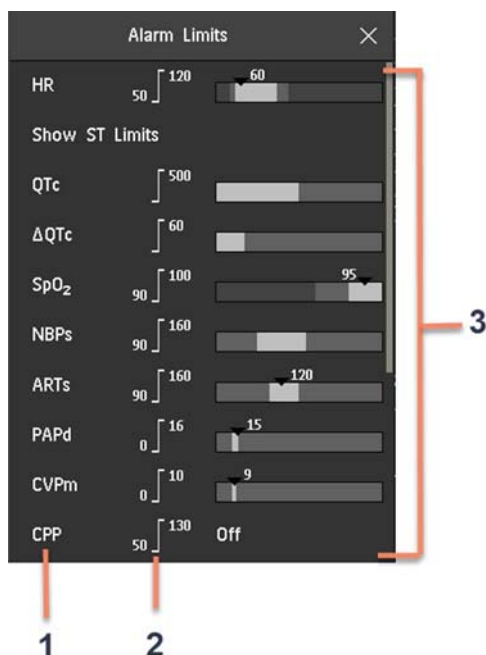 Alarm Limits
HR 50 120 60
Show ST Limits
QTc 500
ΔQTc 60
SpO₂ 90 100 95
NBPs 90 160
ARTs 90 160 120
PAPd 0 16 15
CVPm 0 10 9
CPP 50 130 Off
1 2
3